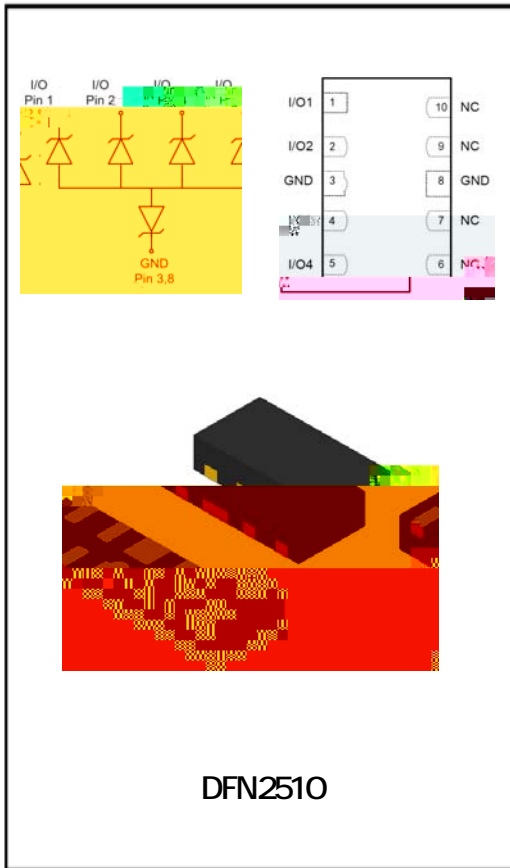 I/O I/O I/O I/O
Pin 1 Pin 2
GND
Pin 3,8
I/O1 1 10 NC
I/O2 2 9 NC
GND 3 8 GND
4 7 NC
I/O4 5 6 NC
DFN2510